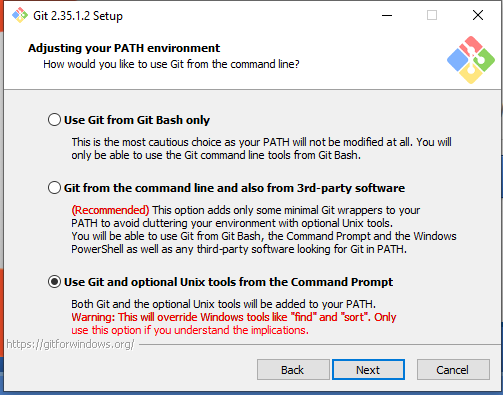 Git 2.35.1.2 Setup
Adjusting your PATH environment
How would you like to use Git from the command line?
Use Git from Git Bash only
This is the most cautious choice as your PATH will not be modified at all. You will
only be able to use the Git command line tools from Git Bash.
Git from the command line and also from 3rd-party software
(Recommended) This option adds only some minimal Git wrappers to your
PATH to avoid cluttering your environment with optional Unix tools.
You will be able to use Git from Git Bash, the Command Prompt and the Windows
PowerShell as well as any third-party software looking for Git in PATH.
Use Git and optional Unix tools from the Command Prompt
Both Git and the optional Unix tools will be added to your PATH.
Warning: This will override Windows tools like "find" and "sort". Only
use this option if you understand the implications.
https://gitforwindows.org/
Back
Next
Cancel